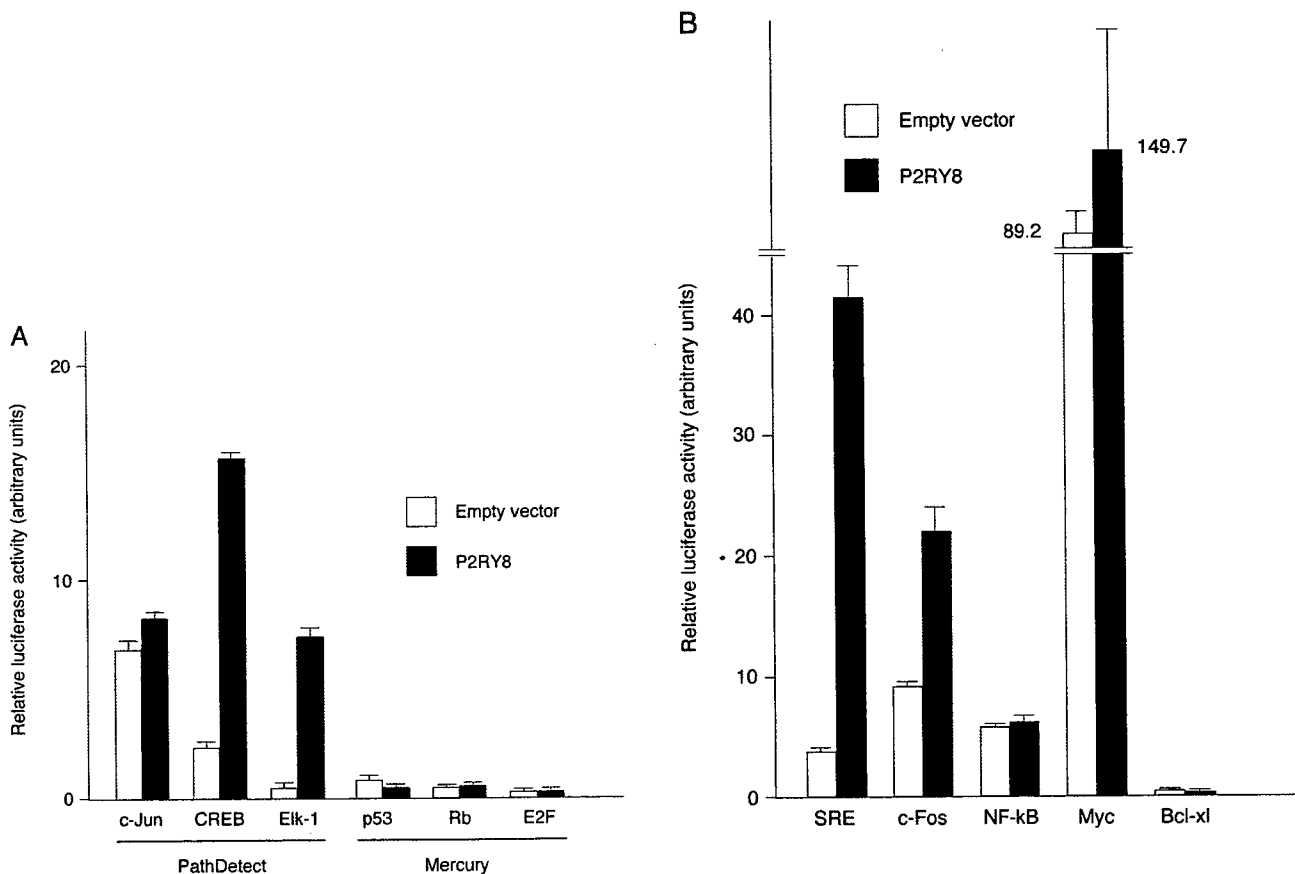 A
Relative luciferase activity (arbitrary units)
20
10
0
Empty vector
P2RY8
c-Jun CREB Elk-1 p53 Rb E2F
PathDetect Mercury
B
Relative luciferase activity (arbitrary units)
40
30
20
10
0
Empty vector
P2RY8
89.2
149.7
SRE c-Fos NF-kB Myc Bcl-xl